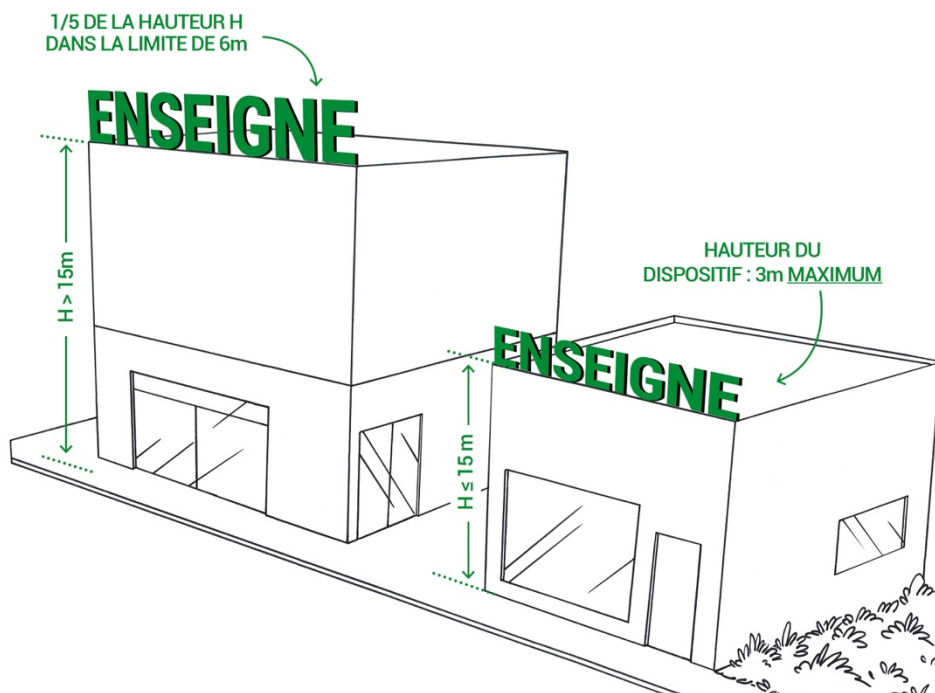 1/5 DE LA HAUTEUR H
DANS LA LIMITE DE 6m
ENSEIGNE
H > 15m
HAUTEUR DU
DISPOSITIF : 3m MAXIMUM
ENSEIGNE
H ≤ 15 m